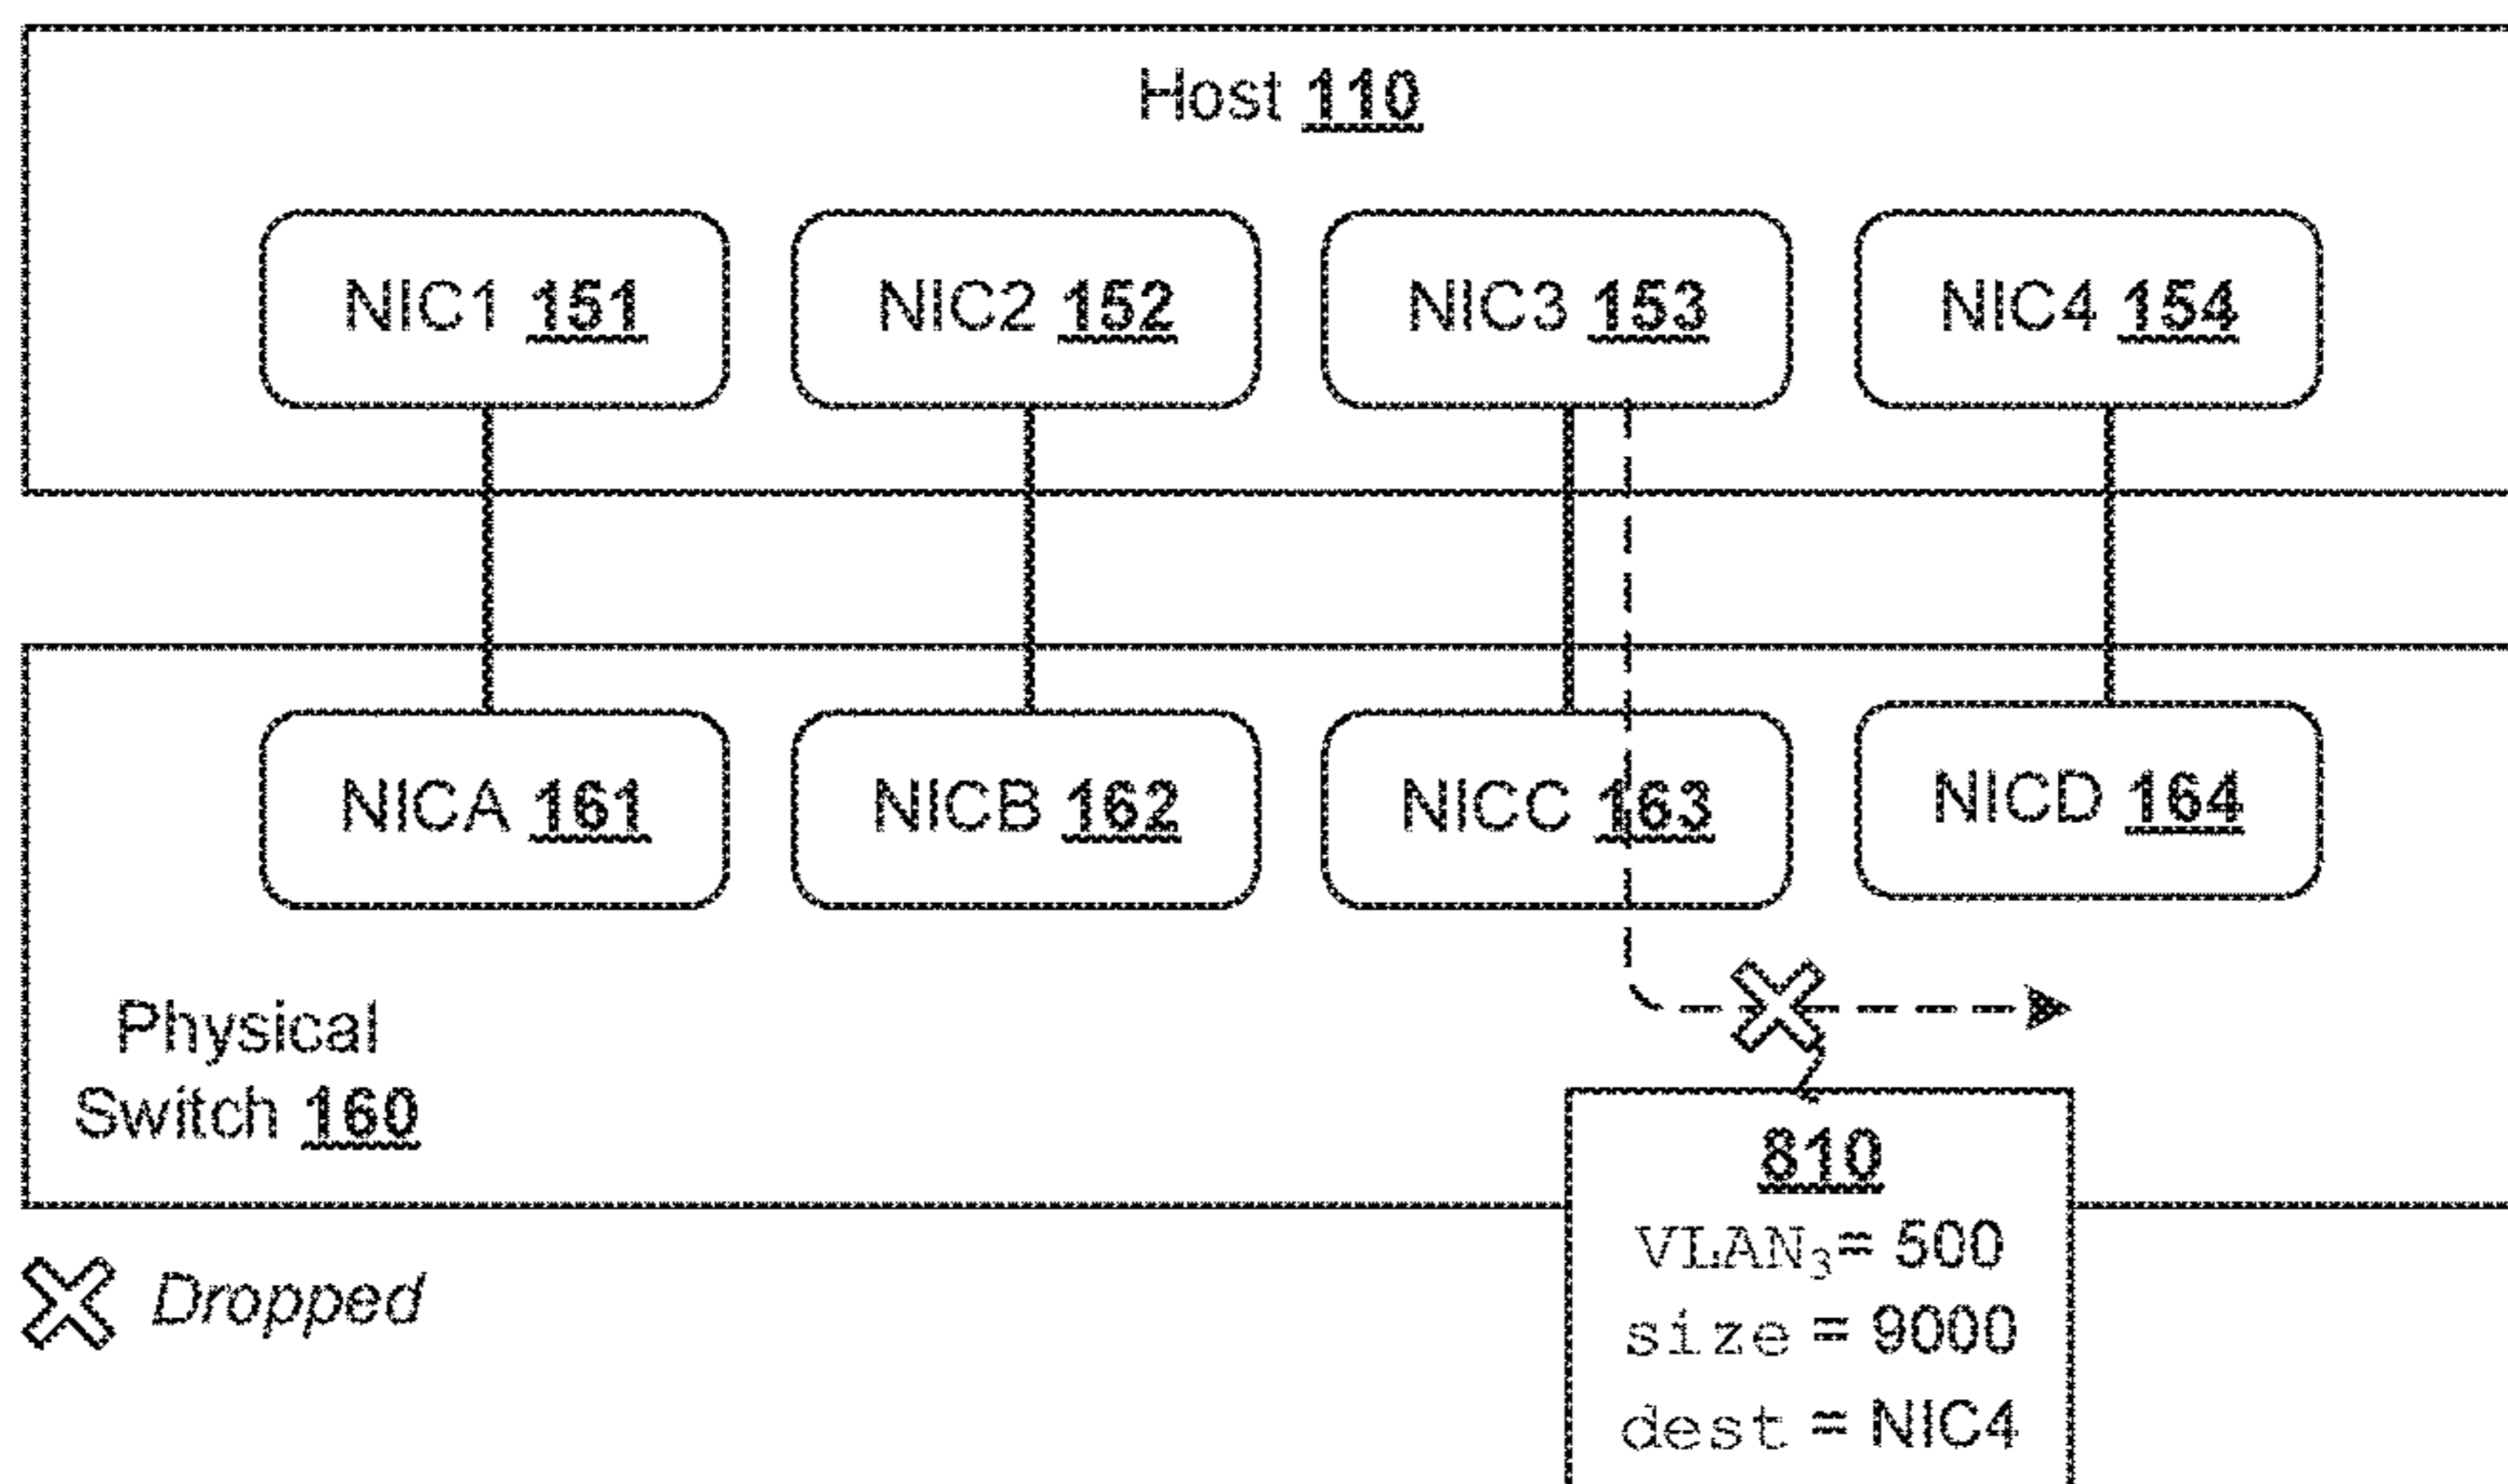 Host 110
NIC1 151
NIC2 152
NIC3 153
NIC4 154
NICA 161
NICB 162
NICC 163
NICD 164
Physical
Switch 160
810
VLAN₃= 500
size = 9000
dest = NIC4
Dropped